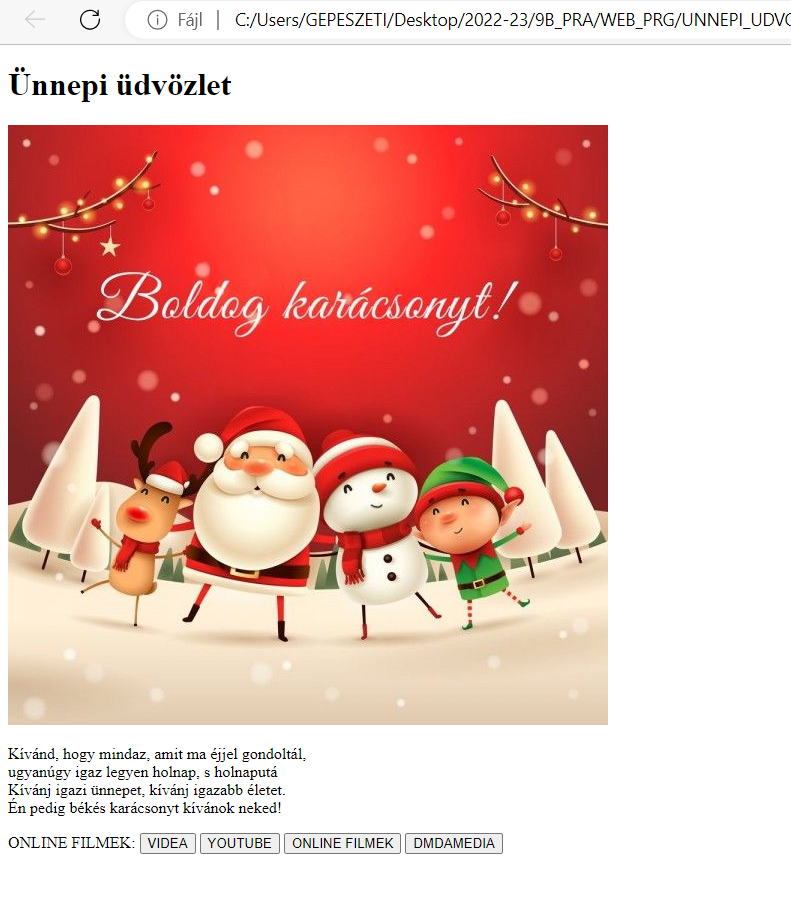 Fájl | C:/Users/GEPESZETI/Desktop/2022-23/9B_PRA/WEB_PRG/UNNEPI_UDVO
Ünnepi üdvözlet
Boldog karácsonyt!
Kívánd, hogy mindaz, amit ma éjjel gondoltál,
ugyanúgy igaz legyen holnap, s holnaputá
Kívánj igazi ünnepet, kívánj igazabb életet.
Én pedig békés karácsonyt kívánok neked!
ONLINE FILMEK: VIDEA YOUTUBE ONLINE FILMEK DMDAMEDIA